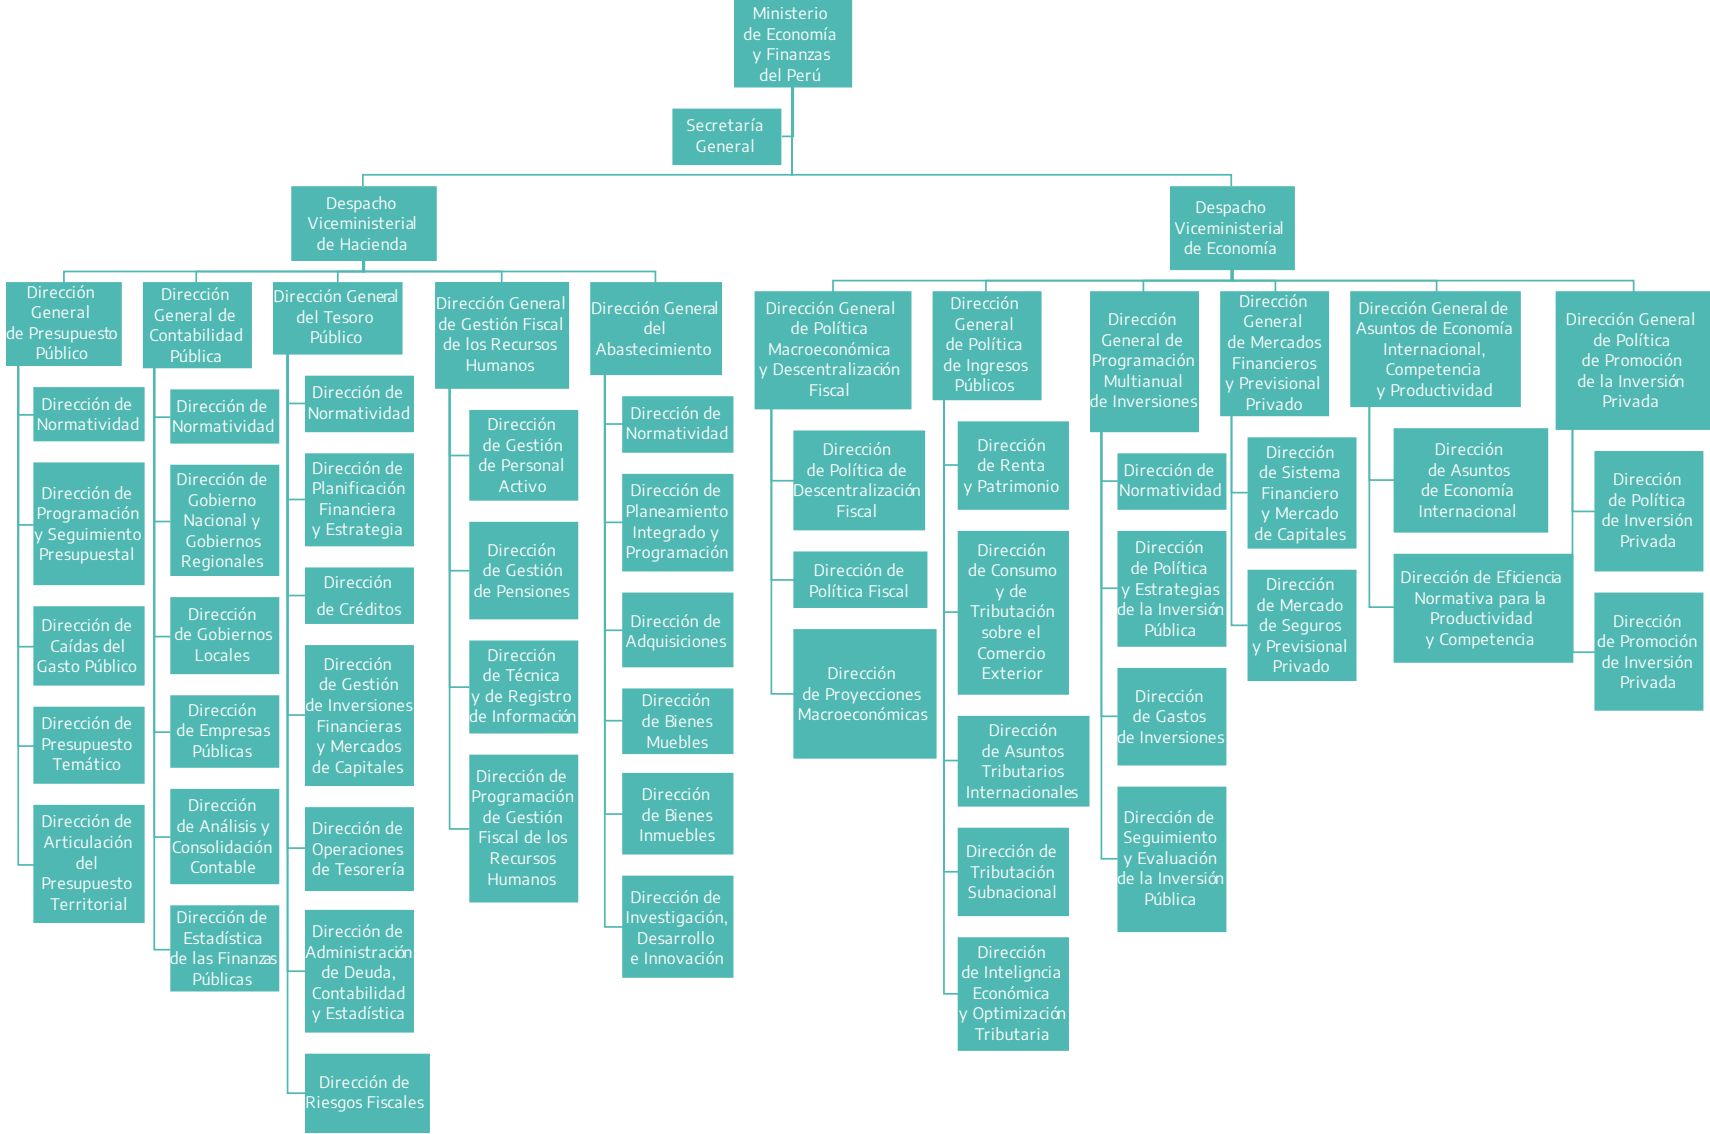 Ministerio
de Economía
y Finanzas
del Perú
Secretaría
General
Despacho
Viceministerial
de Hacienda
Dirección
General
de Presupuesto
Público
Dirección de
Normatividad
Dirección de
Programación
y Seguimiento
Presupuestal
Dirección de
Caídas del
Gasto Público
Dirección de
Presupuesto
Temático
Dirección de
Articulación
del
Presupuesto
Territorial
Dirección
General de
Contabilidad
Pública
Dirección de
Normatividad
Dirección de
Gobierno
Nacional y
Gobiernos
Regionales
Dirección
de Gobiernos
Locales
Dirección
de Empresas
Públicas
Dirección
de Análisis y
Consolidación
Contable
Dirección de
Estadística
de las Finanzas
Públicas
Dirección General
del Tesoro
Público
Dirección de
Normatividad
Dirección de
Planificación
Financiera
y Estrategia
Dirección
de Créditos
Dirección
de Gestión
de Inversiones
Financieras
y Mercados
de Capitales
Dirección de
Operaciones
de Tesorería
Dirección de
Administración
de Deuda,
Contabilidad
y Estadística
Dirección de
Riesgos Fiscales
Dirección General
de Gestión Fiscal
de los Recursos
Humanos
Dirección
de Gestión
de Personal
Activo
Dirección
de Gestión
de Pensiones
Dirección
de Técnica
y de Registro
de Información
Dirección de
Programación
de Gestión
Fiscal de los
Recursos
Humanos
Dirección General
del
Abastecimiento
Dirección de
Normatividad
Dirección de
Planeamiento
Integrado y
Programación
Dirección de
Adquisiciones
Dirección
de Bienes
Muebles
Dirección
de Bienes
Inmuebles
Dirección de
Investigación,
Desarrollo
e Innovación
Despacho
Viceministerial
de Economía
Dirección General
de Política
Macroeconómica
y Descentralización
Fiscal
Dirección
de Política de
Descentralización
Fiscal
Dirección de
Política Fiscal
Dirección
de Proyecciones
Macroeconómicas
Dirección
General
de Política
de Ingresos
Públicos
Dirección
de Renta
y Patrimonio
Dirección
de Consumo
y de
Tributación
sobre el
Comercio
Exterior
Dirección
de Asuntos
Tributarios
Internacionales
Dirección de
Tributación
Subnacional
Dirección
de Inteligncia
Económica
y Optimización
Tributaria
Dirección
General de
Programación
Multianual
de Inversiones
Dirección de
Normatividad
Dirección
de Política
y Estrategias
de la Inversión
Pública
Dirección
de Gastos
de Inversiones
Dirección de
Seguimiento
y Evaluación
de la Inversión
Pública
Dirección
General
de Mercados
Financieros
y Previsional
Privado
Dirección
de Sistema
Financiero
y Mercado
de Capitales
Dirección
de Mercado
de Seguros
y Previsional
Privado
Dirección General de
Asuntos de Economía
Internacional,
Competencia
y Productividad
Dirección
de Asuntos
de Economía
Internacional
Dirección de Eficiencia
Normativa para la
Productividad
y Competencia
Dirección General
de Política
de Promoción
de la Inversión
Privada
Dirección
de Política
de Inversión
Privada
Dirección
de Promoción
de Inversión
Privada